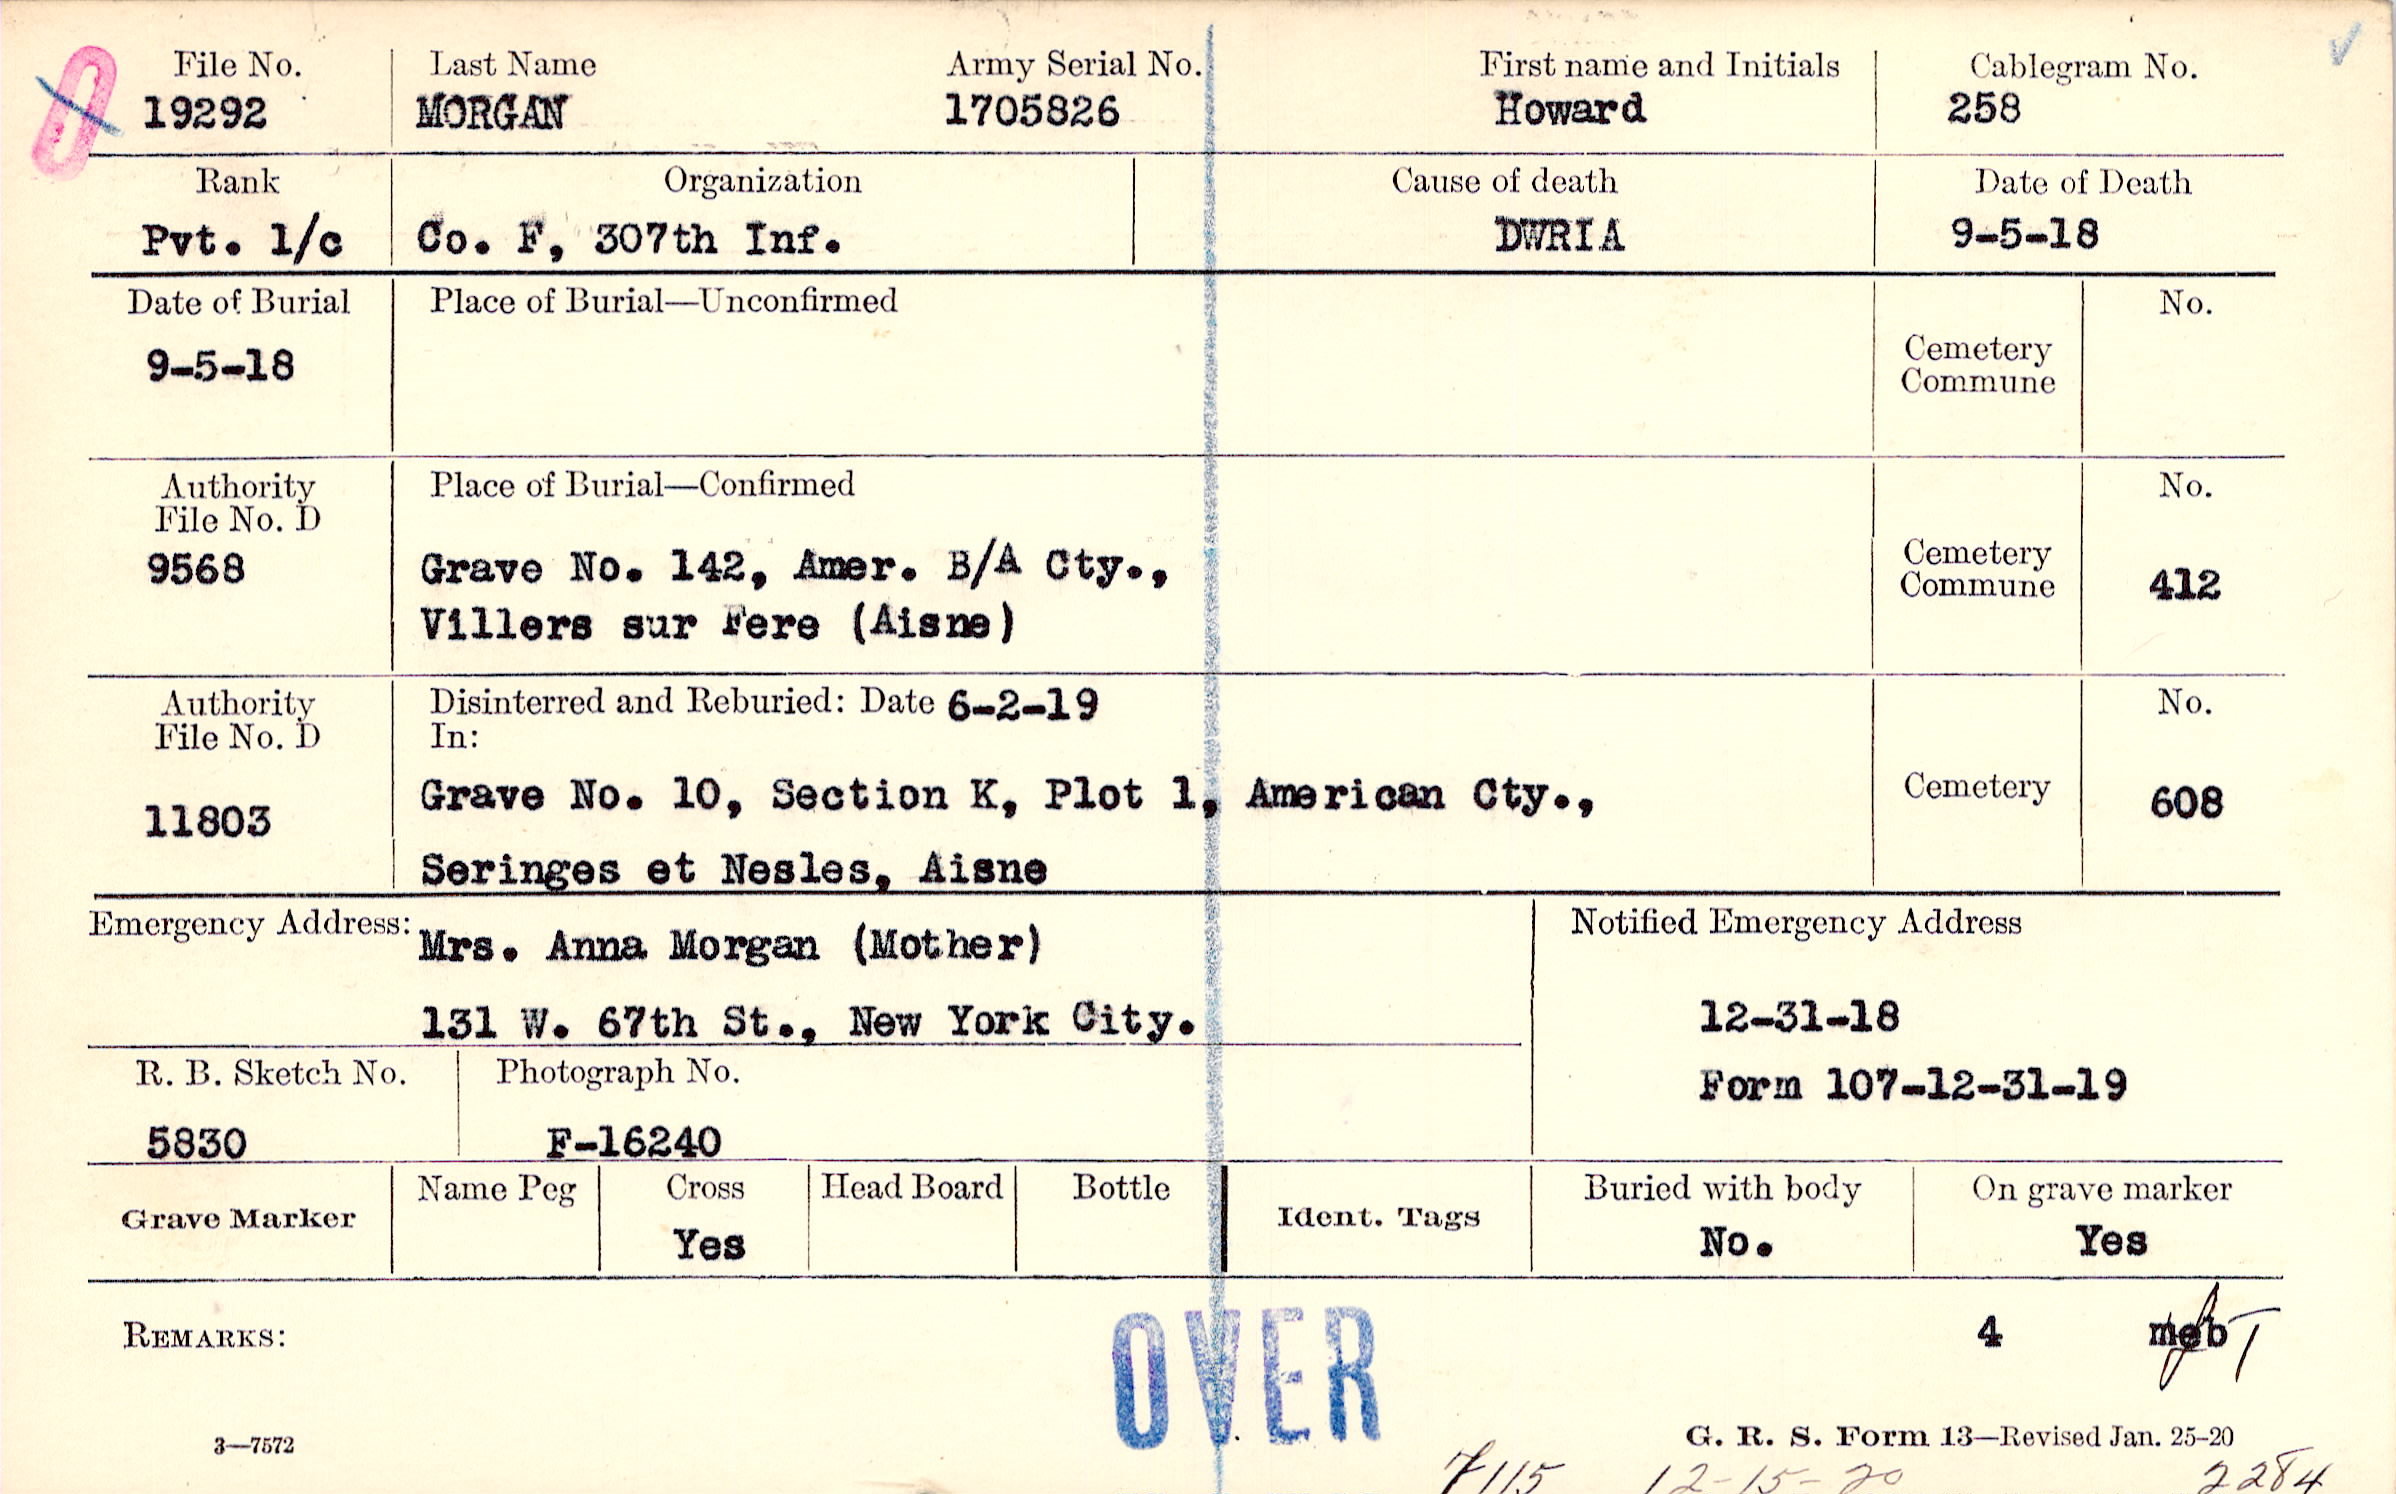 File No. Last Name Army Serial No. First name and Initials Cablegram No.
19292 MORGAN 1705826 Howard 258
Rank Organization Cause of death Date of Death
Pvt. 1/c Co. F, 307th Inf. DWRIA 9-5-18
Date of Burial Place of Burial—Unconfirmed No.
9-5-18
Cemetery
Commune
Authority Place of Burial—Confirmed No.
File No. D
9568 Grave No. 142, Amer. B/A Cty., Cemetery
Commune 412
Villers sur Fere (Aisne)
Authority Disinterred and Reburied: Date 6-2-19 No.
File No. D In:
11803 Grave No. 10, Section K, Plot 1, American Cty., Cemetery 608
Seringes et Nesles, Aisne
Emergency Address: Mrs. Anna Morgan (Mother) Notified Emergency Address
131 W. 67th St., New York City. 12-31-18
R. B. Sketch No. Photograph No. Form 107-12-31-19
5830 F-16240
Grave Marker Name Peg Cross Head Board Bottle Ident. Tags Buried with body On grave marker
Yes No. Yes
REMARKS: 4 meb
OVER
3—7572 G. R. S. Form 13—Revised Jan. 25-20
7115 12-15-20 2284